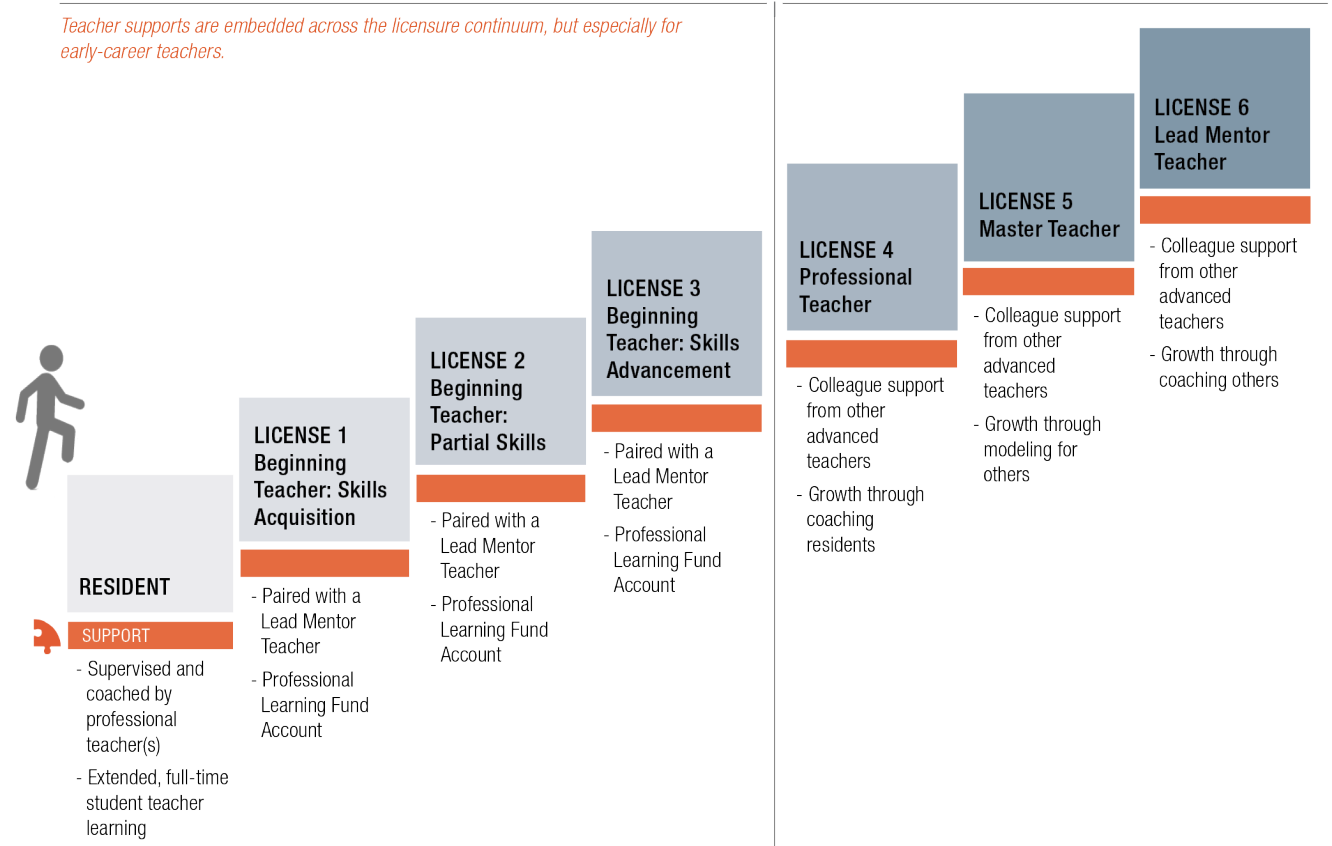 Teacher supports are embedded across the licensure continuum, but especially for
early-career teachers.
RESIDENT
SUPPORT
- Supervised and
coached by
professional
teacher(s)
- Extended, full-time
student teacher
learning
LICENSE 1
Beginning
Teacher: Skills
Acquisition
- Paired with a
Lead Mentor
Teacher
- Professional
Learning Fund
Account
LICENSE 2
Beginning
Teacher:
Partial Skills
- Paired with a
Lead Mentor
Teacher
- Professional
Learning Fund
Account
LICENSE 3
Beginning
Teacher: Skills
Advancement
- Paired with a
Lead Mentor
Teacher
- Professional
Learning Fund
Account
LICENSE 4
Professional
Teacher
- Colleague support
from other
advanced
teachers
- Growth through
coaching
residents
LICENSE 5
Master Teacher
- Colleague support
from other
advanced
teachers
- Growth through
modeling for
others
LICENSE 6
Lead Mentor
Teacher
- Colleague support
from other
advanced
teachers
- Growth through
coaching others